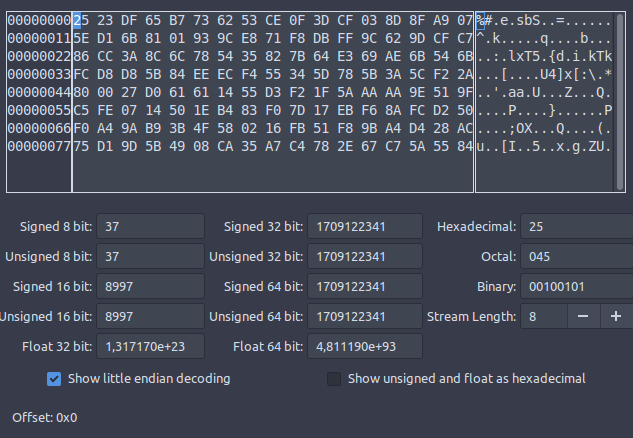 00000000 25 23 DF 65 B7 73 62 53 CE 0F 3D CF 03 8D 8F A9 07 %#.e.sbS..=......
00000011 5E D1 6B 81 01 93 9C E8 71 F8 DB FF 9C 62 9D CF C7 ^.k.....q....b...
00000022 86 CC 3A 8C 6C 78 54 35 82 7B 64 E3 69 AE 6B 54 6B ..:.lxT5.{d.i.kTk
00000033 FC D8 D8 5B 84 EE EC F4 55 34 5D 78 5B 3A 5C F2 2A ...[....U4]x[:\.*
00000044 80 00 27 D0 61 61 14 55 D3 F2 1F 5A AA AA 9E 51 9F ..'.aa.U...Z...Q.
00000055 C5 FE 07 14 50 1E B4 83 F0 7D 17 EB F6 8A FC D2 50 ....P....}......P
00000066 F0 A4 9A B9 3B 4F 58 02 16 FB 51 F8 9B A4 D4 28 AC ....;OX...Q....(.
00000077 75 D1 9D 5B 49 08 CA 35 A7 C4 78 2E 67 C7 5A 55 84 u..[I..5..x.g.ZU.
Signed 8 bit: 37 Signed 32 bit: 1709122341 Hexadecimal: 25
Unsigned 8 bit: 37 Unsigned 32 bit: 1709122341 Octal: 045
Signed 16 bit: 8997 Signed 64 bit: 1709122341 Binary: 00100101
Unsigned 16 bit: 8997 Unsigned 64 bit: 1709122341 Stream Length: 8 − +
Float 32 bit: 1,317170e+23 Float 64 bit: 4,811190e+93
Show little endian decoding Show unsigned and float as hexadecimal
Offset: 0x0